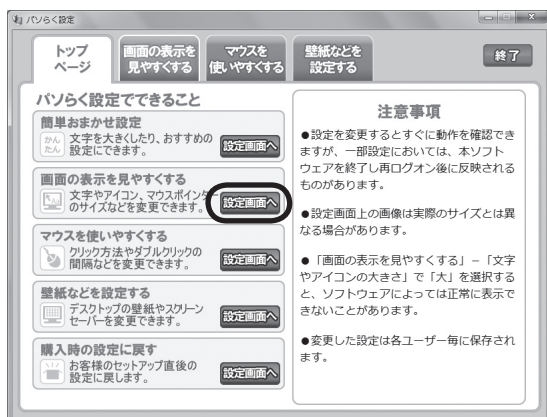 パソらく設定
トップ
ページ
画面の表示を
見やすくする
マウスを
使いやすくする
壁紙などを
設定する
終了
パソらく設定でできること
簡単おまかせ設定
かん
たん
文字を大きくしたり、おすすめの
設定にできます。
設定画面へ
画面の表示を見やすくする
文字やアイコン、マウスポインタ
のサイズなどを変更できます。
設定画面へ
マウスを使いやすくする
クリック方法やダブルクリックの
間隔などを変更できます。
設定画面へ
壁紙などを設定する
デスクトップの壁紙やスクリーン
セーバーを変更できます。
設定画面へ
購入時の設定に戻す
お客様のセットアップ直後の
設定に戻します。
設定画面へ
注意事項
●設定を変更するとすぐに動作を確認でき
ますが、一部設定においては、本ソフト
ウェアを終了し再ログオン後に反映される
ものがあります。
●設定画面上の画像は実際のサイズとは異
なる場合があります。
●「画面の表示を見やすくする」－「文字
やアイコンの大きさ」で「大」を選択する
と、ソフトウェアによっては正常に表示で
きないことがあります。
●変更した設定は各ユーザー毎に保存され
ます。